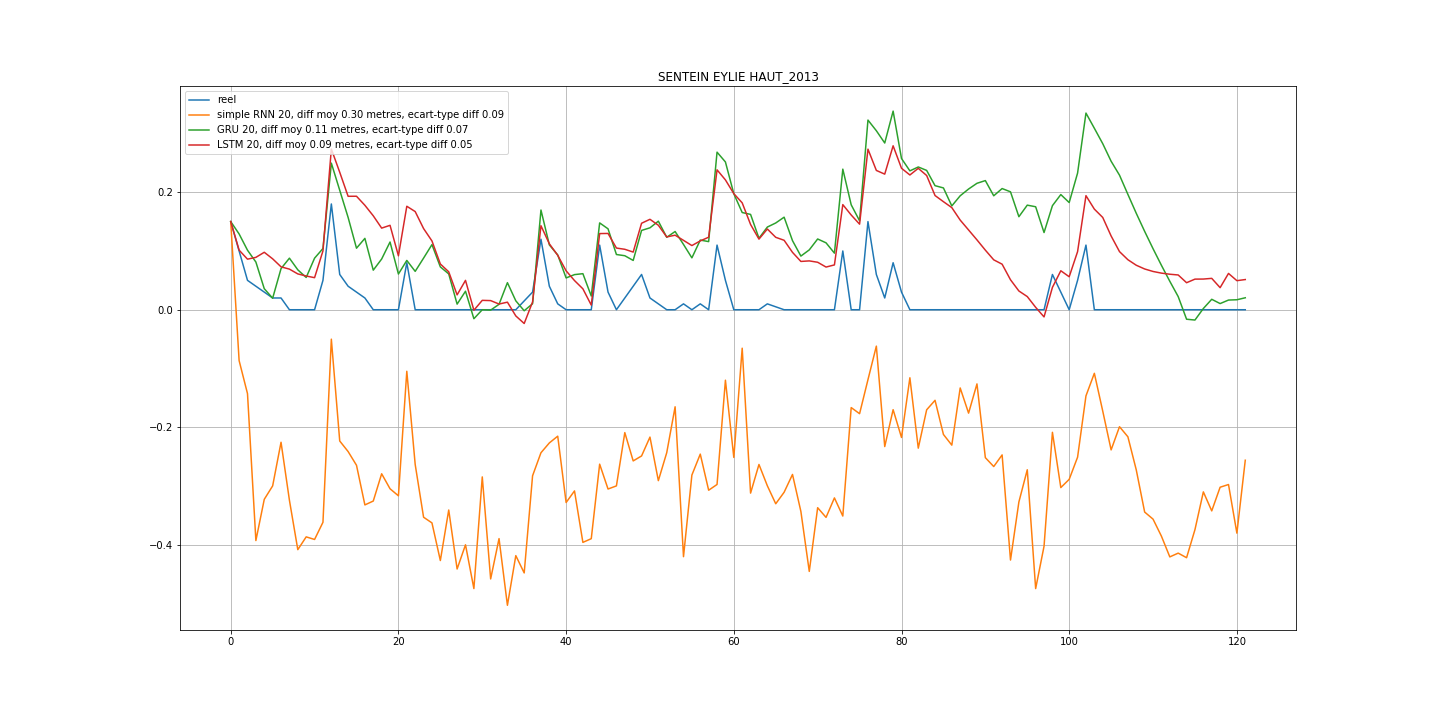 SENTEIN EYLIE HAUT_2013
reel
simple RNN 20, diff moy 0.30 metres, ecart-type diff 0.09
GRU 20, diff moy 0.11 metres, ecart-type diff 0.07
LSTM 20, diff moy 0.09 metres, ecart-type diff 0.05
0.2
0.0
−0.2
−0.4
0 20 40 60 80 100 120